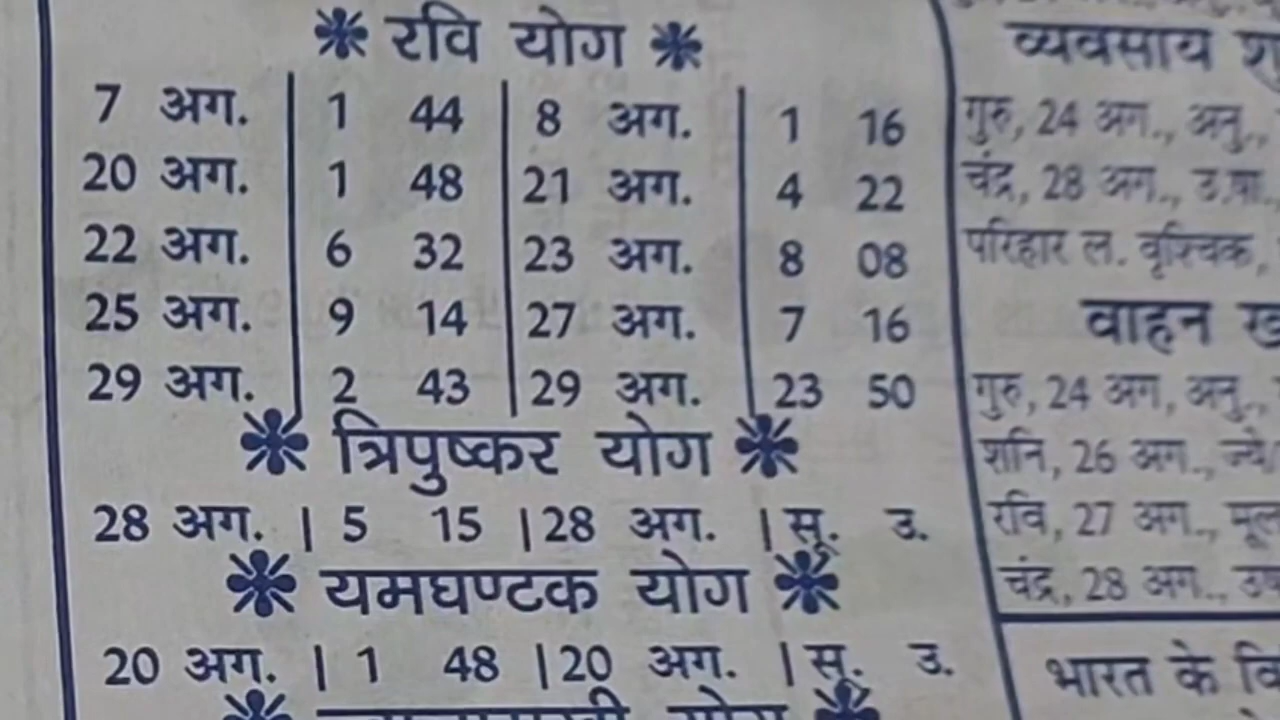 रवि योग
7 अग. 1 44 8 अग. 1 16
20 अग. 1 48 21 अग. 4 22
22 अग. 6 32 23 अग. 8 08
25 अग. 9 14 27 अग. 7 16
29 अग. 2 43 29 अग. 23 50
त्रिपुष्कर योग
28 अग. | 5 15 | 28 अग. | सू. उ.
यमघण्टक योग
20 अग. | 1 48 | 20 अग. | सू. उ.
योग
व्यवसाय
गुरु, 24 अग., अनु.,
चंद्र, 28 अग., उ.षा.,
परिहार ल. वृश्चिक,
वाहन
गुरु, 24 अग, अनु.,
शनि, 26 अग., ज्ये/
रवि, 27 अग., मूल
चंद्र, 28 अग.,
भारत के